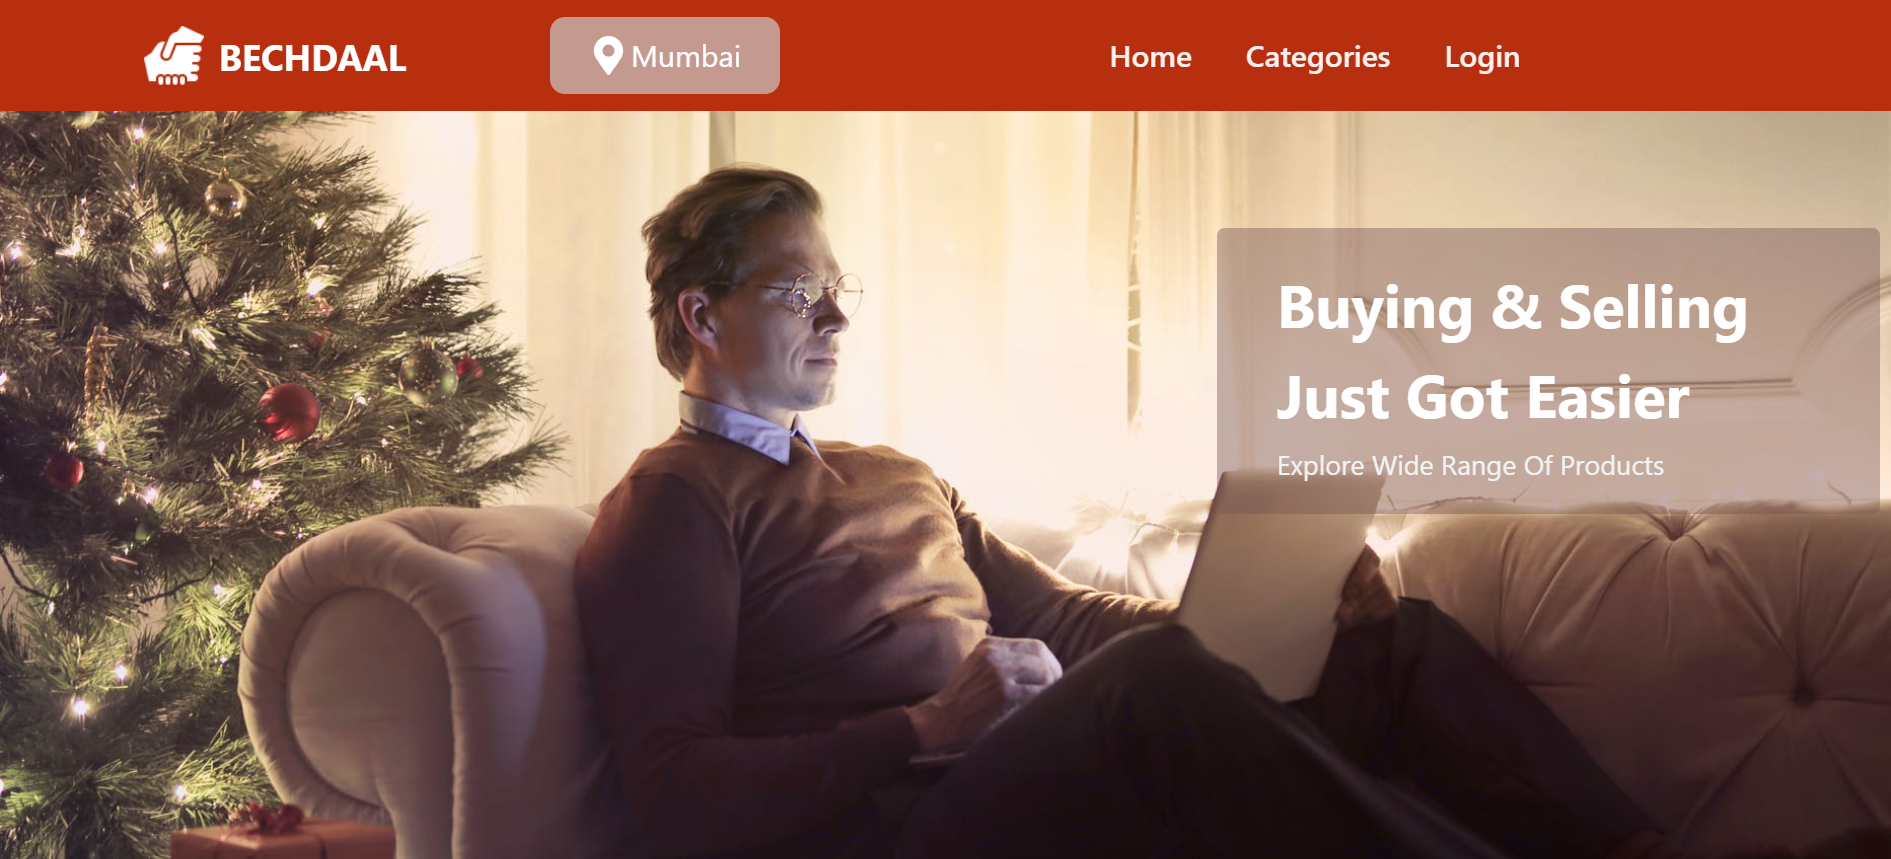 BECHDAAL
Mumbai
Home
Categories
Login
Buying & Selling
Just Got Easier
Explore Wide Range Of Products